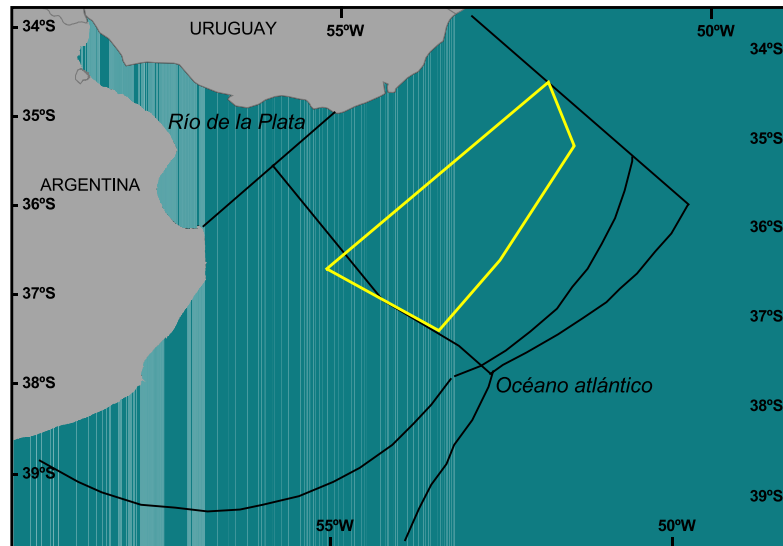 34ºS
URUGUAY
55ºW
50ºW
34ºS
35ºS
Río de la Plata
35ºS
ARGENTINA
36ºS
36ºS
37ºS
37ºS
38ºS
Océano atlántico
38ºS
39ºS
39ºS
55ºW
50ºW